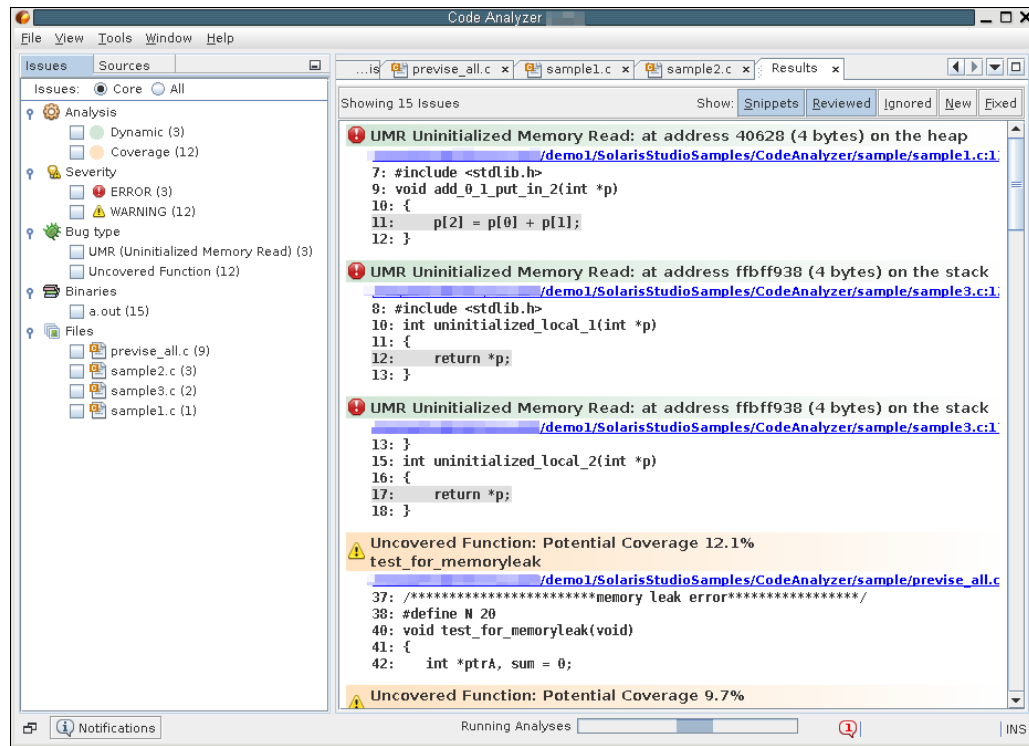 Code Analyzer
File View Tools Window Help
Issues Sources
Issues: Core All
Analysis
Dynamic (3)
Coverage (12)
Severity
ERROR (3)
WARNING (12)
Bug type
UMR (Uninitialized Memory Read) (3)
Uncovered Function (12)
Binaries
a.out (15)
Files
previse_all.c (9)
sample2.c (3)
sample3.c (2)
sample1.c (1)
...is previse_all.c x sample1.c x sample2.c x Results x
Showing 15 Issues Show: Snippets Reviewed Ignored New Fixed
UMR Uninitialized Memory Read: at address 40628 (4 bytes) on the heap
/demo1/SolarisStudioSamples/CodeAnalyzer/sample/sample1.c:1
7: #include <stdlib.h>
9: void add_0_1_put_in_2(int *p)
10: {
11: p[2] = p[0] + p[1];
12: }
UMR Uninitialized Memory Read: at address ffbff938 (4 bytes) on the stack
/demo1/SolarisStudioSamples/CodeAnalyzer/sample/sample3.c:1
8: #include <stdlib.h>
10: int uninitialized_local_1(int *p)
11: {
12: return *p;
13: }
UMR Uninitialized Memory Read: at address ffbff938 (4 bytes) on the stack
/demo1/SolarisStudioSamples/CodeAnalyzer/sample/sample3.c:1
13: }
15: int uninitialized_local_2(int *p)
16: {
17: return *p;
18: }
Uncovered Function: Potential Coverage 12.1%
test_for_memoryleak
/demo1/SolarisStudioSamples/CodeAnalyzer/sample/previse_all.c
37: /************************memory leak error*****************/
38: #define N 20
40: void test_for_memoryleak(void)
41: {
42: int *ptrA, sum = 0;
Uncovered Function: Potential Coverage 9.7%
Notifications Running Analyses INS